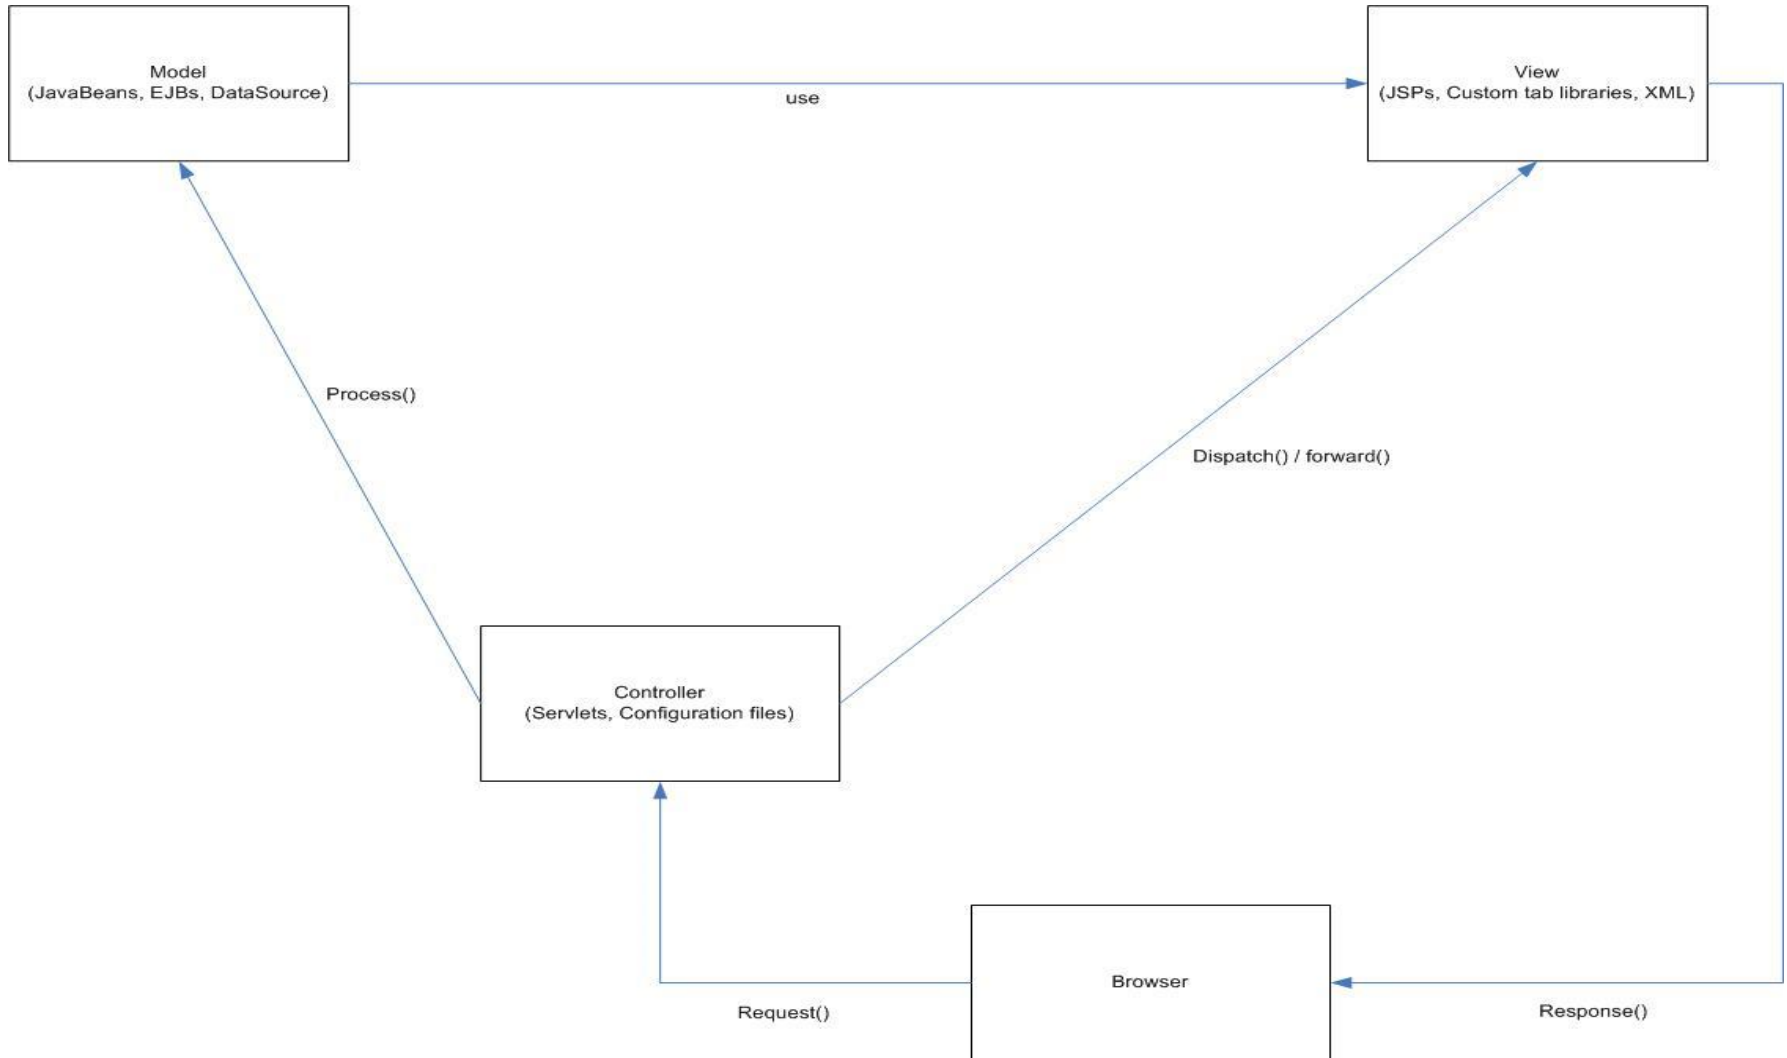 Model
(JavaBeans, EJBs, DataSource)
View
(JSPs, Custom tab libraries, XML)
use
Process()
Dispatch() / forward()
Controller
(Servlets, Configuration files)
Browser
Request()
Response()